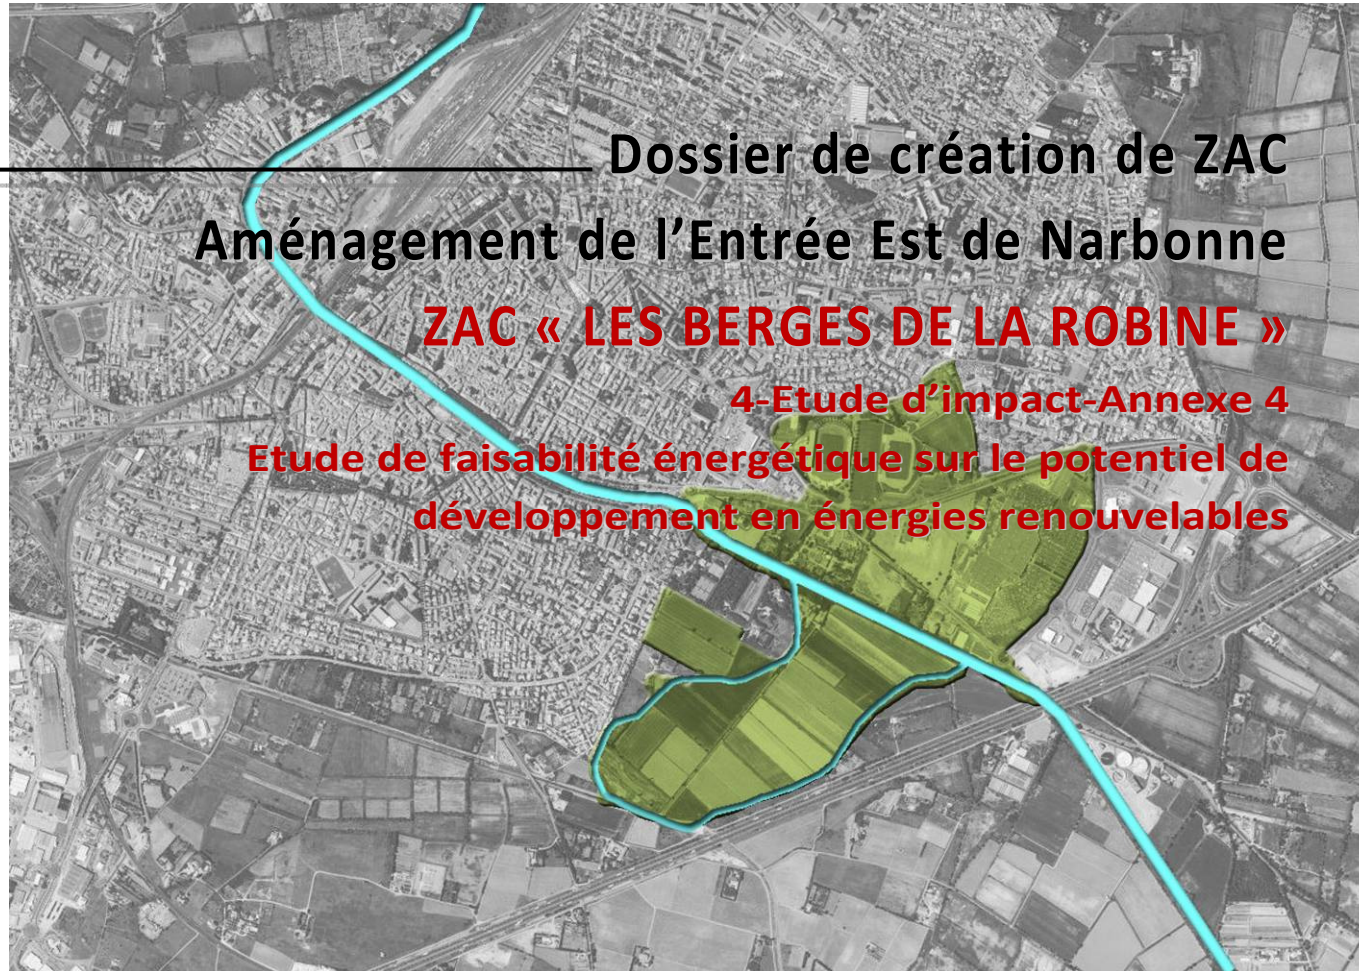 Dossier de création de ZAC
Aménagement de l’Entrée Est de Narbonne
ZAC « LES BERGES DE LA ROBINE »
4-Etude d’impact-Annexe 4
Etude de faisabilité énergétique sur le potentiel de
développement en énergies renouvelables